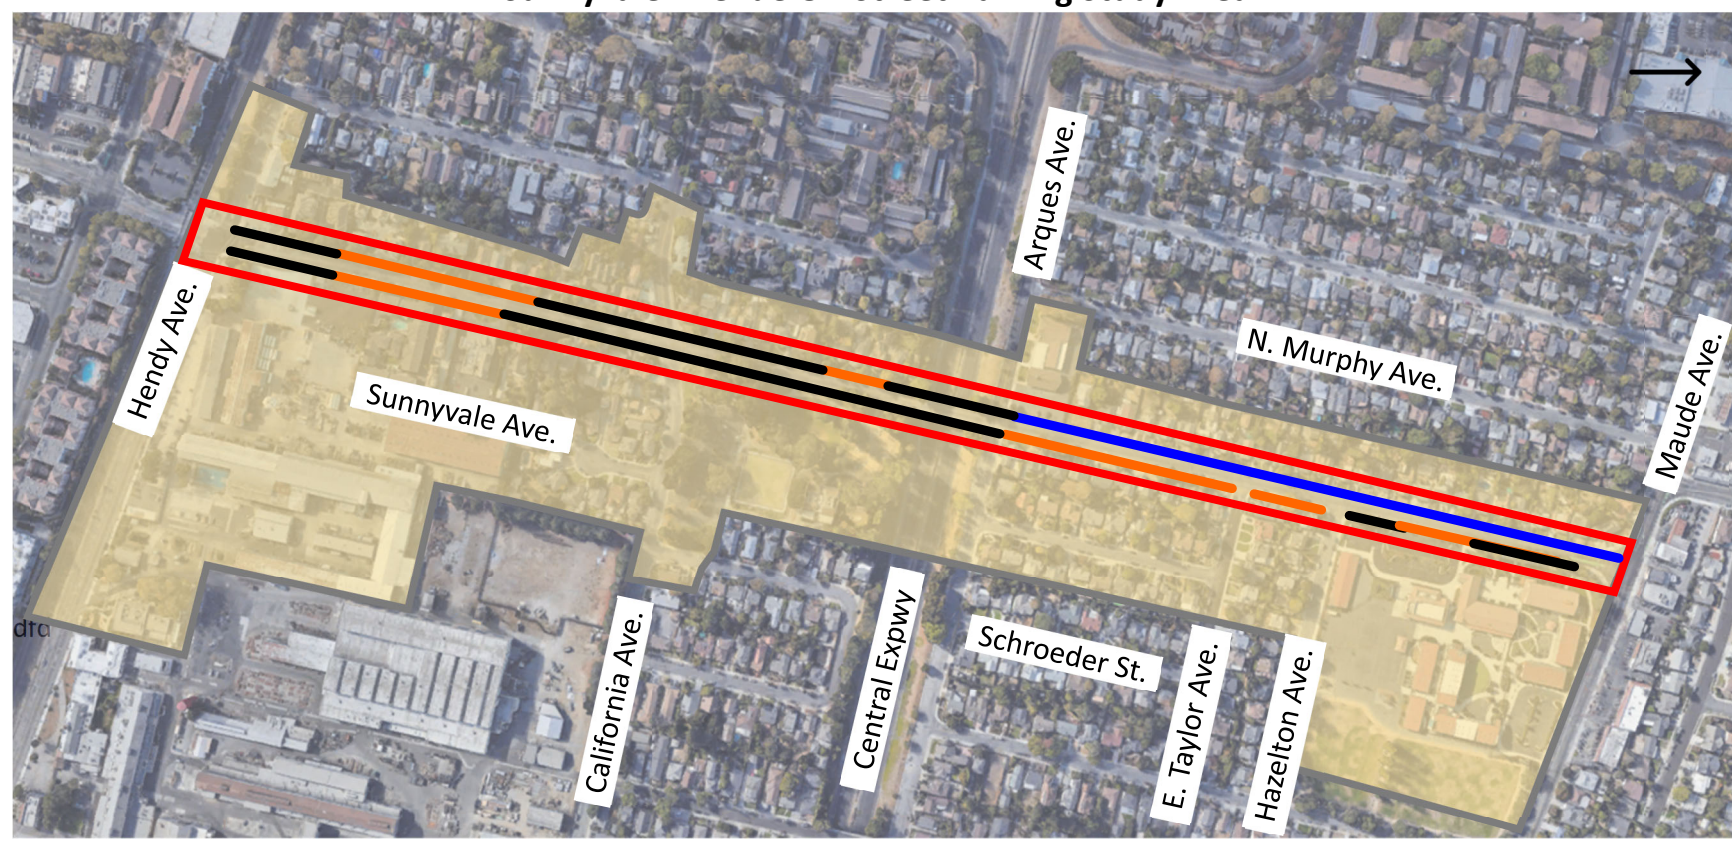 Arques Ave.
Hendy Ave.
N. Murphy Ave.
Maude Ave.
Sunnyvale Ave.
California Ave.
Central Expwy
Schroeder St.
E. Taylor Ave.
Hazelton Ave.